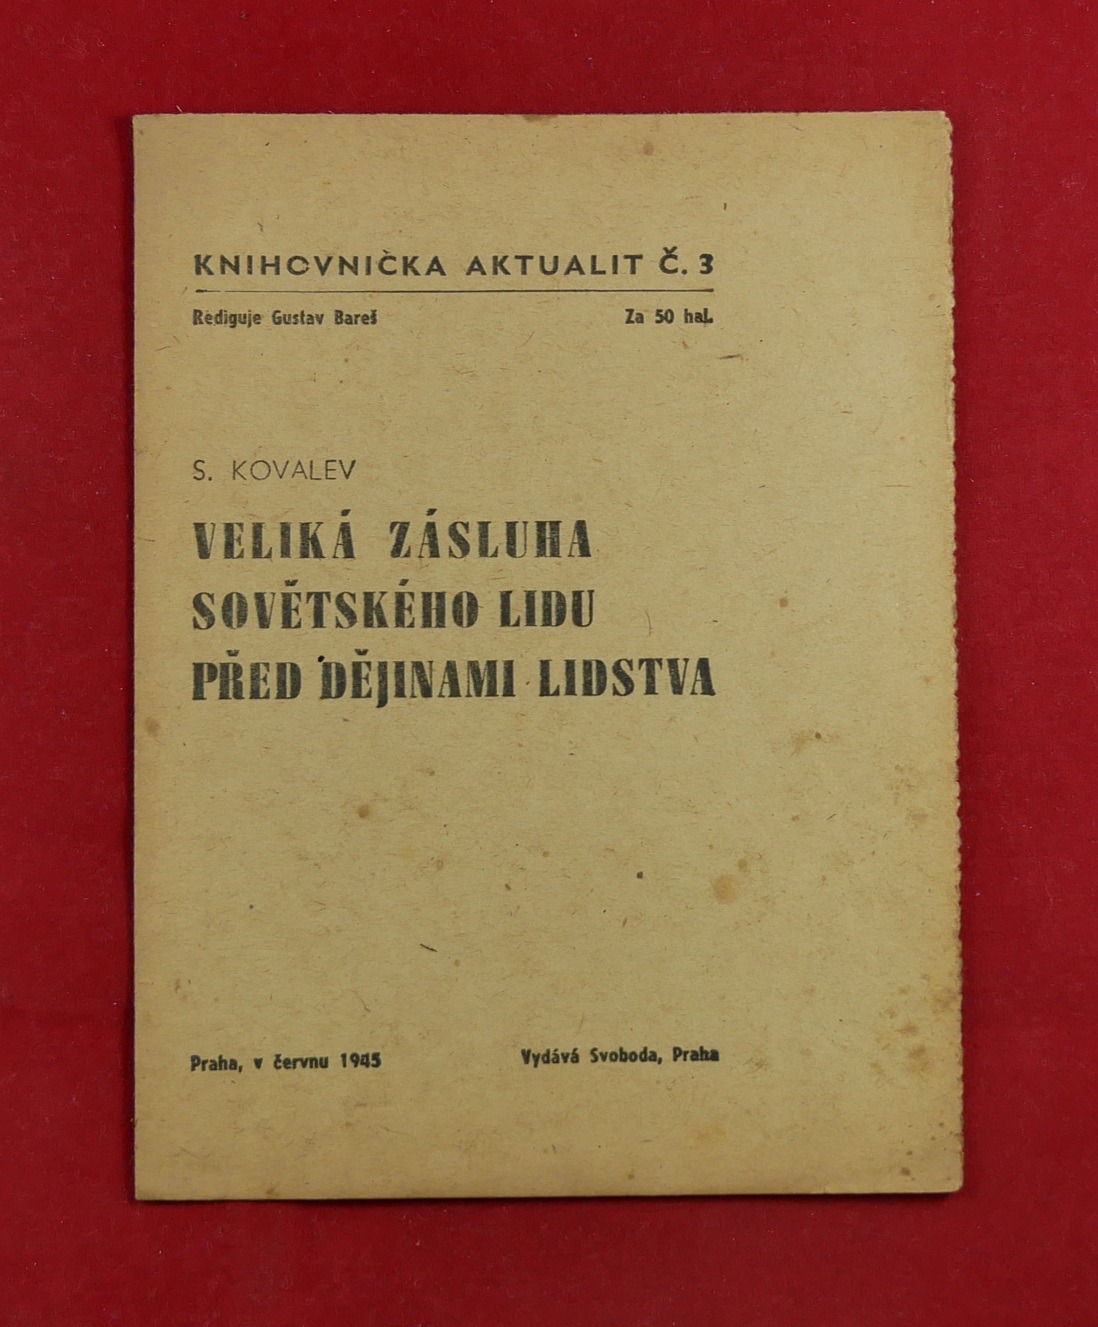 KNIHOVNIČKA AKTUALIT Č. 3
Rediguje Gustav Bareš Za 50 hal.
S. KOVALEV
VELIKÁ ZÁSLUHA
SOVĚTSKÉHO LIDU
PŘED DĚJINAMI LIDSTVA
Praha, v červnu 1945 Vydává Svoboda, Praha